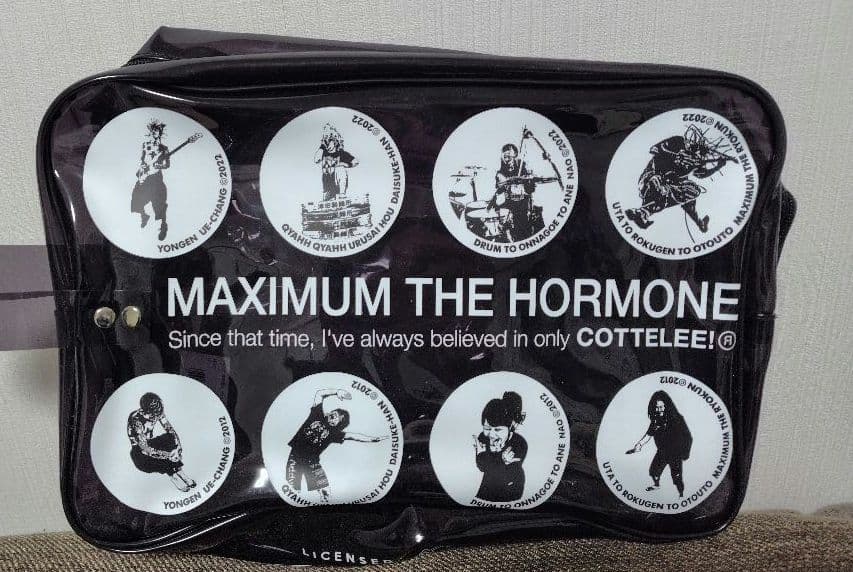 YONGEN UE-CHANG ©2022
QYAHH QYAHH URUSAI HOU DAISUKE-HAN ©2022
DRUM TO ONNAGOE TO ANE NAO ©2022
UTA TO ROKUGEN TO OTOUTO MAXIMUM THE RYOKUN ©2022
MAXIMUM THE HORMONE
Since that time, I've always believed in only COTTELEE!®
YONGEN UE-CHANG ©2012
QYAHH URUSAI HOU DAISUKE-HAN ©2012
DRUM TO ONNAGOE TO ANE NAO ©2012
UTA TO ROKUGEN TO OTOUTO MAXIMUM THE RYOKUN ©2012
LICENSE